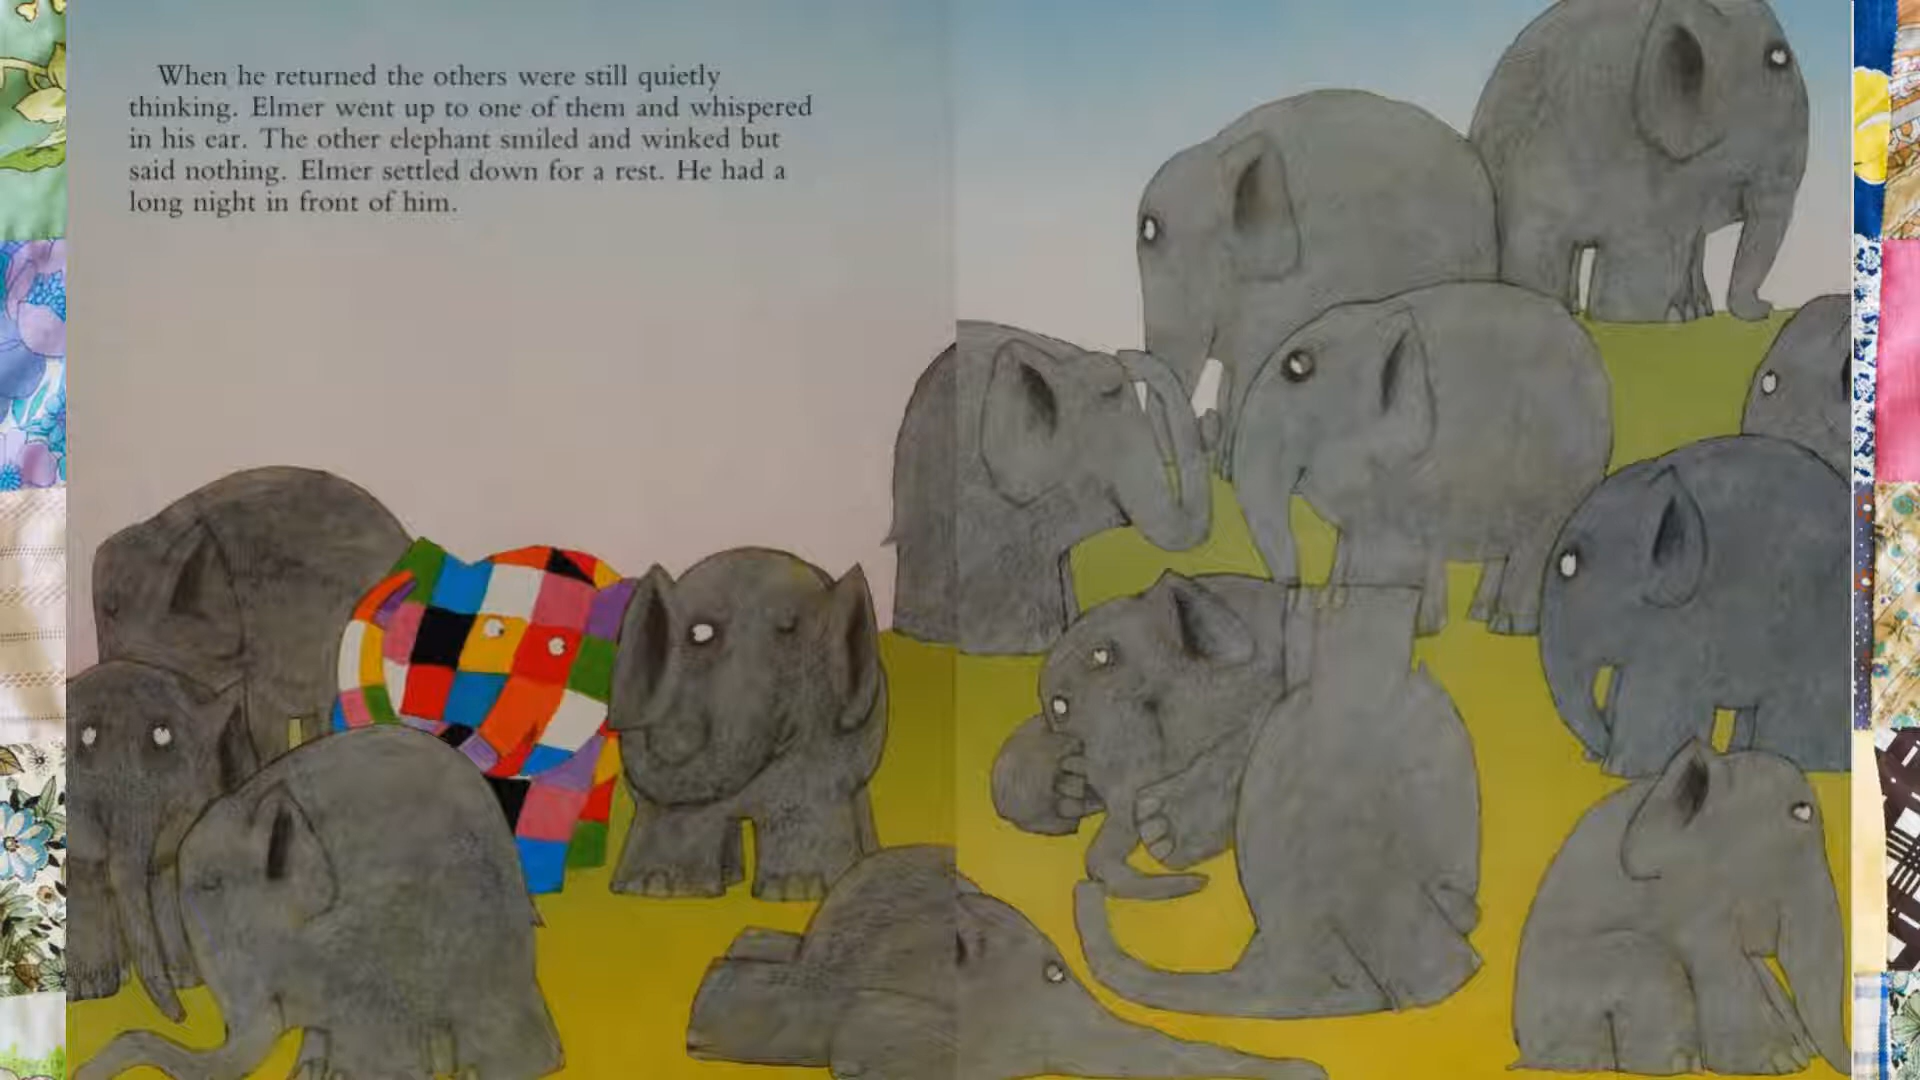 When he returned the others were still quietly
thinking. Elmer went up to one of them and whispered
in his ear. The other elephant smiled and winked but
said nothing. Elmer settled down for a rest. He had a
long night in front of him.